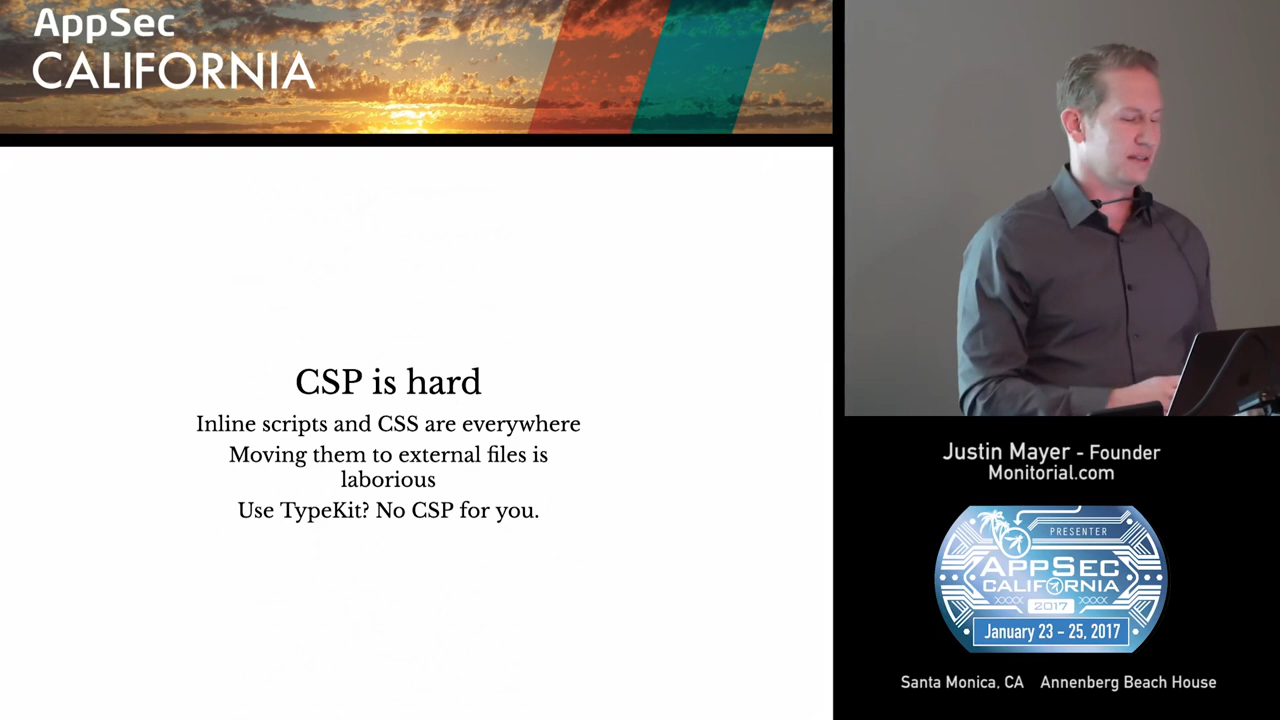 AppSec
CALIFORNIA
CSP is hard
Inline scripts and CSS are everywhere
Moving them to external files is
laborious
Use TypeKit? No CSP for you.
Justin Mayer - Founder
Monitorial.com
PRESENTER
APPSEC
CALIFORNIA
XXXX 2017 XXXX
January 23 - 25, 2017
Santa Monica, CA Annenberg Beach House